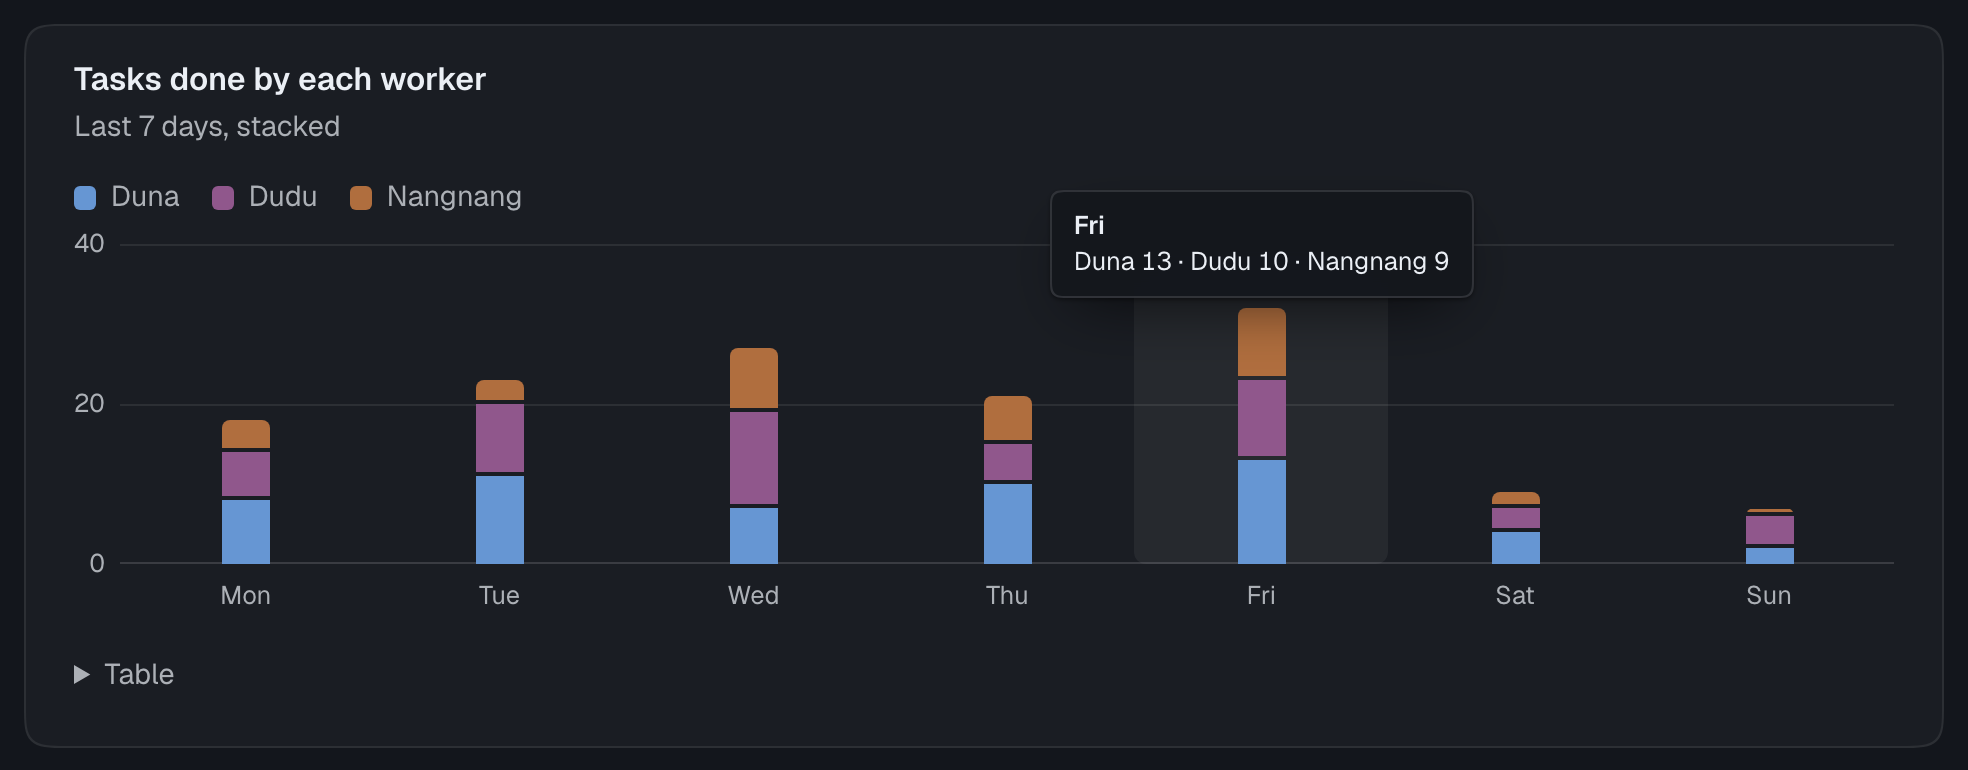 Tasks done by each worker
Last 7 days, stacked
Duna Dudu Nangnang
Fri
Duna 13 · Dudu 10 · Nangnang 9
40
20
0
Mon Tue Wed Thu Fri Sat Sun
▶ Table